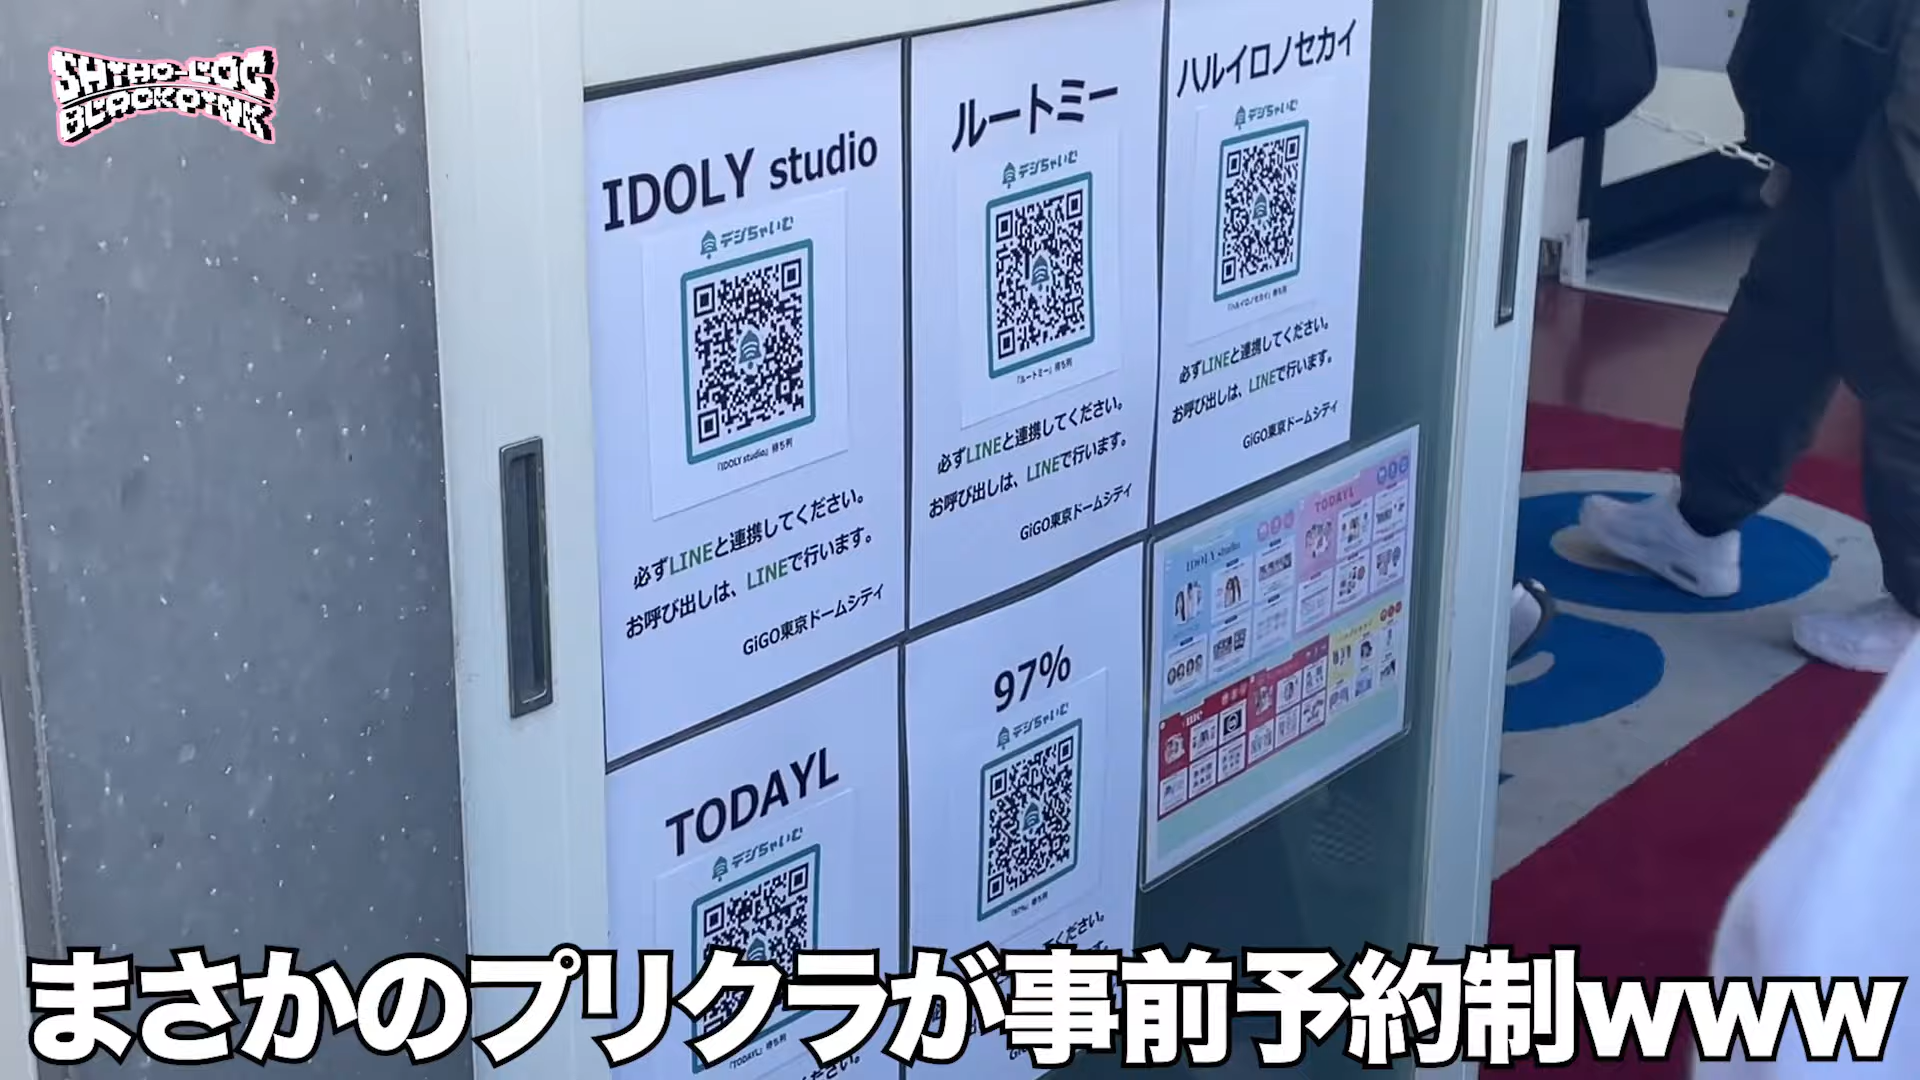 SHIHO-LOG
BLACKPINK
IDOLY studio
デジちゃいむ
「IDOLY studio」待ち列
必ずLINEと連携してください。
お呼び出しは、LINEで行います。
GiGO東京ドームシティ
ルートミー
デジちゃいむ
「ルートミー」待ち列
必ずLINEと連携してください。
お呼び出しは、LINEで行います。
GiGO東京ドームシティ
ハルイロノセカイ
デジちゃいむ
「ハルイロノセカイ」待ち列
必ずLINEと連携してください。
お呼び出しは、LINEで行います。
GiGO東京ドームシティ
IDOLY studio
TODAYL
TODAYL
デジちゃいむ
「TODAYL」待ち列
ください。
97%
デジちゃいむ
「97%」待ち列
ください。
まさかのプリクラが事前予約制www